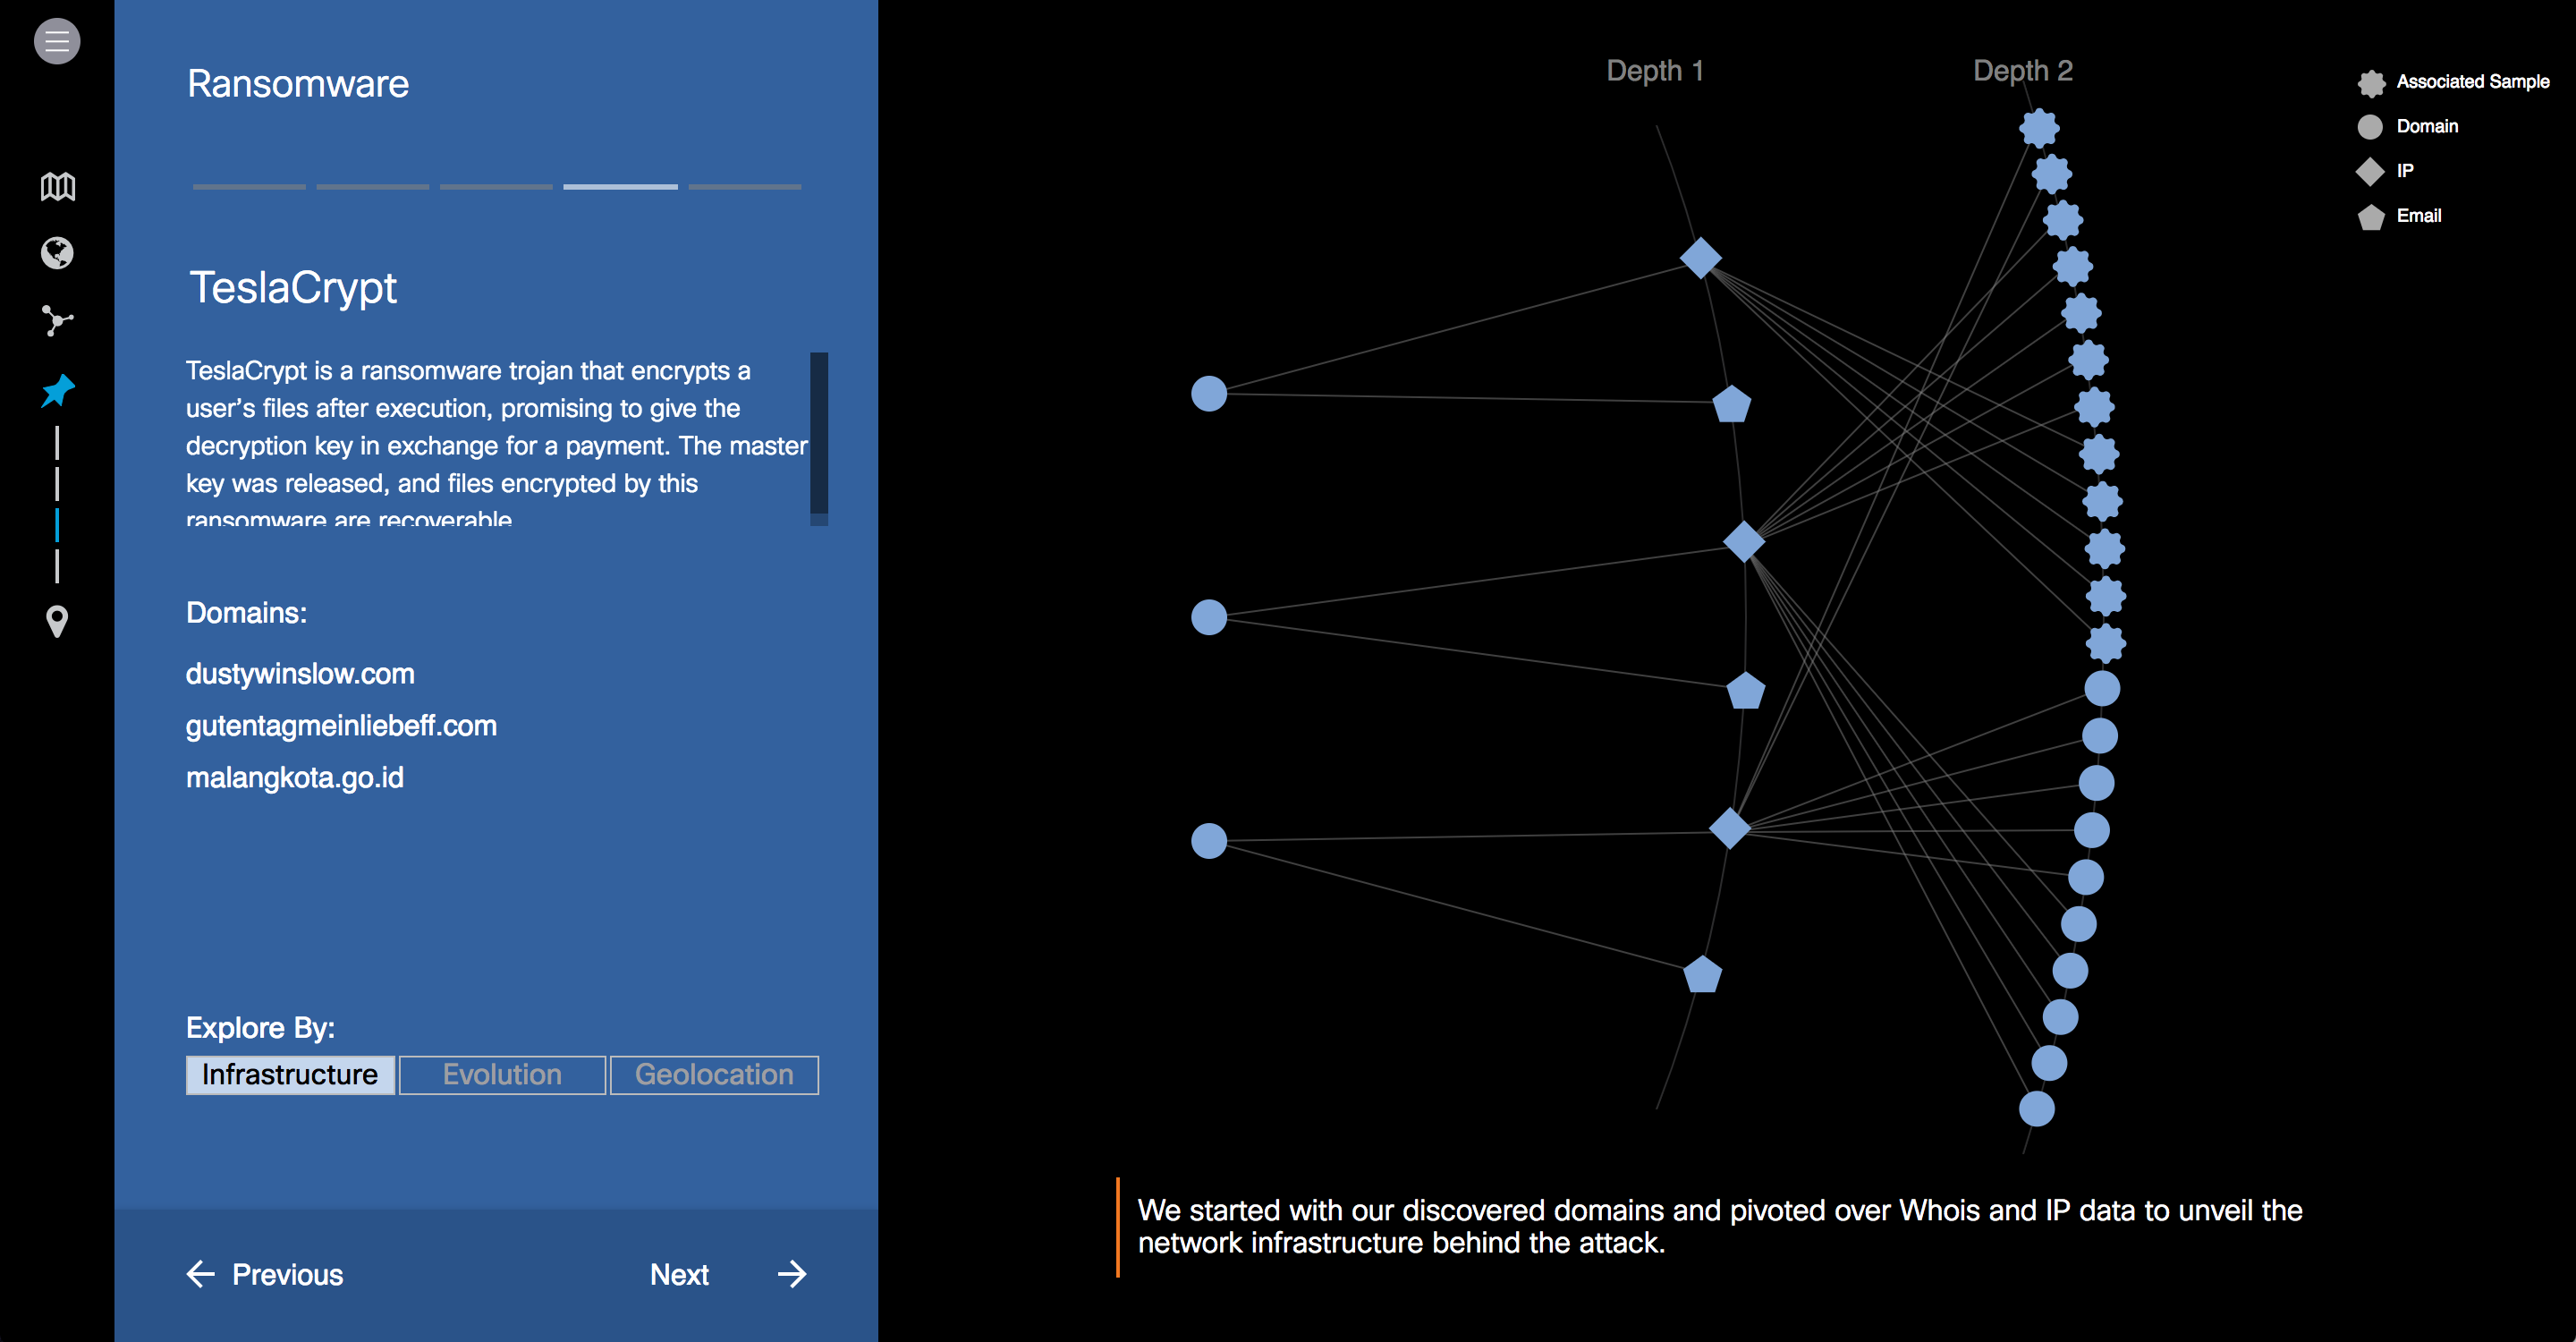 Ransomware
TeslaCrypt
TeslaCrypt is a ransomware trojan that encrypts a
user's files after execution, promising to give the
decryption key in exchange for a payment. The master
key was released, and files encrypted by this
ransomware are recoverable
Domains:
dustywinslow.com
gutentagmeinliebeff.com
malangkota.go.id
Explore By:
Infrastructure
Evolution
Geolocation
Previous
Next
Depth 1
Depth 2
Associated Sample
Domain
IP
Email
We started with our discovered domains and pivoted over Whois and IP data to unveil the
network infrastructure behind the attack.